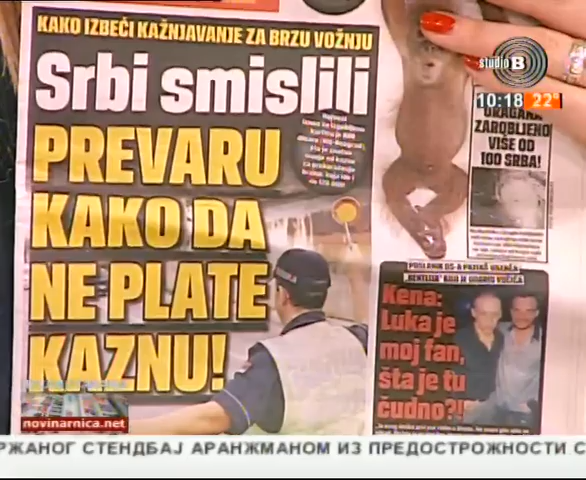 KAKO IZBEĆI KAŽNJAVANJE ZA BRZU VOŽNJU
Srbi smislili
PREVARU
KAKO DA
NE PLATE
KAZNU!
studio B
10:18 22°
URAGANA
ZAROBLJENO
VIŠE OD
100 SRBA!
Kena:
Luka je
moj fan,
šta je tu
čudno?!
novinarnica.net
РЖАНОГ СТЕНДБАЈ АРАНЖМАНОМ ИЗ ПРЕДОСТРОЖНОСТИ С